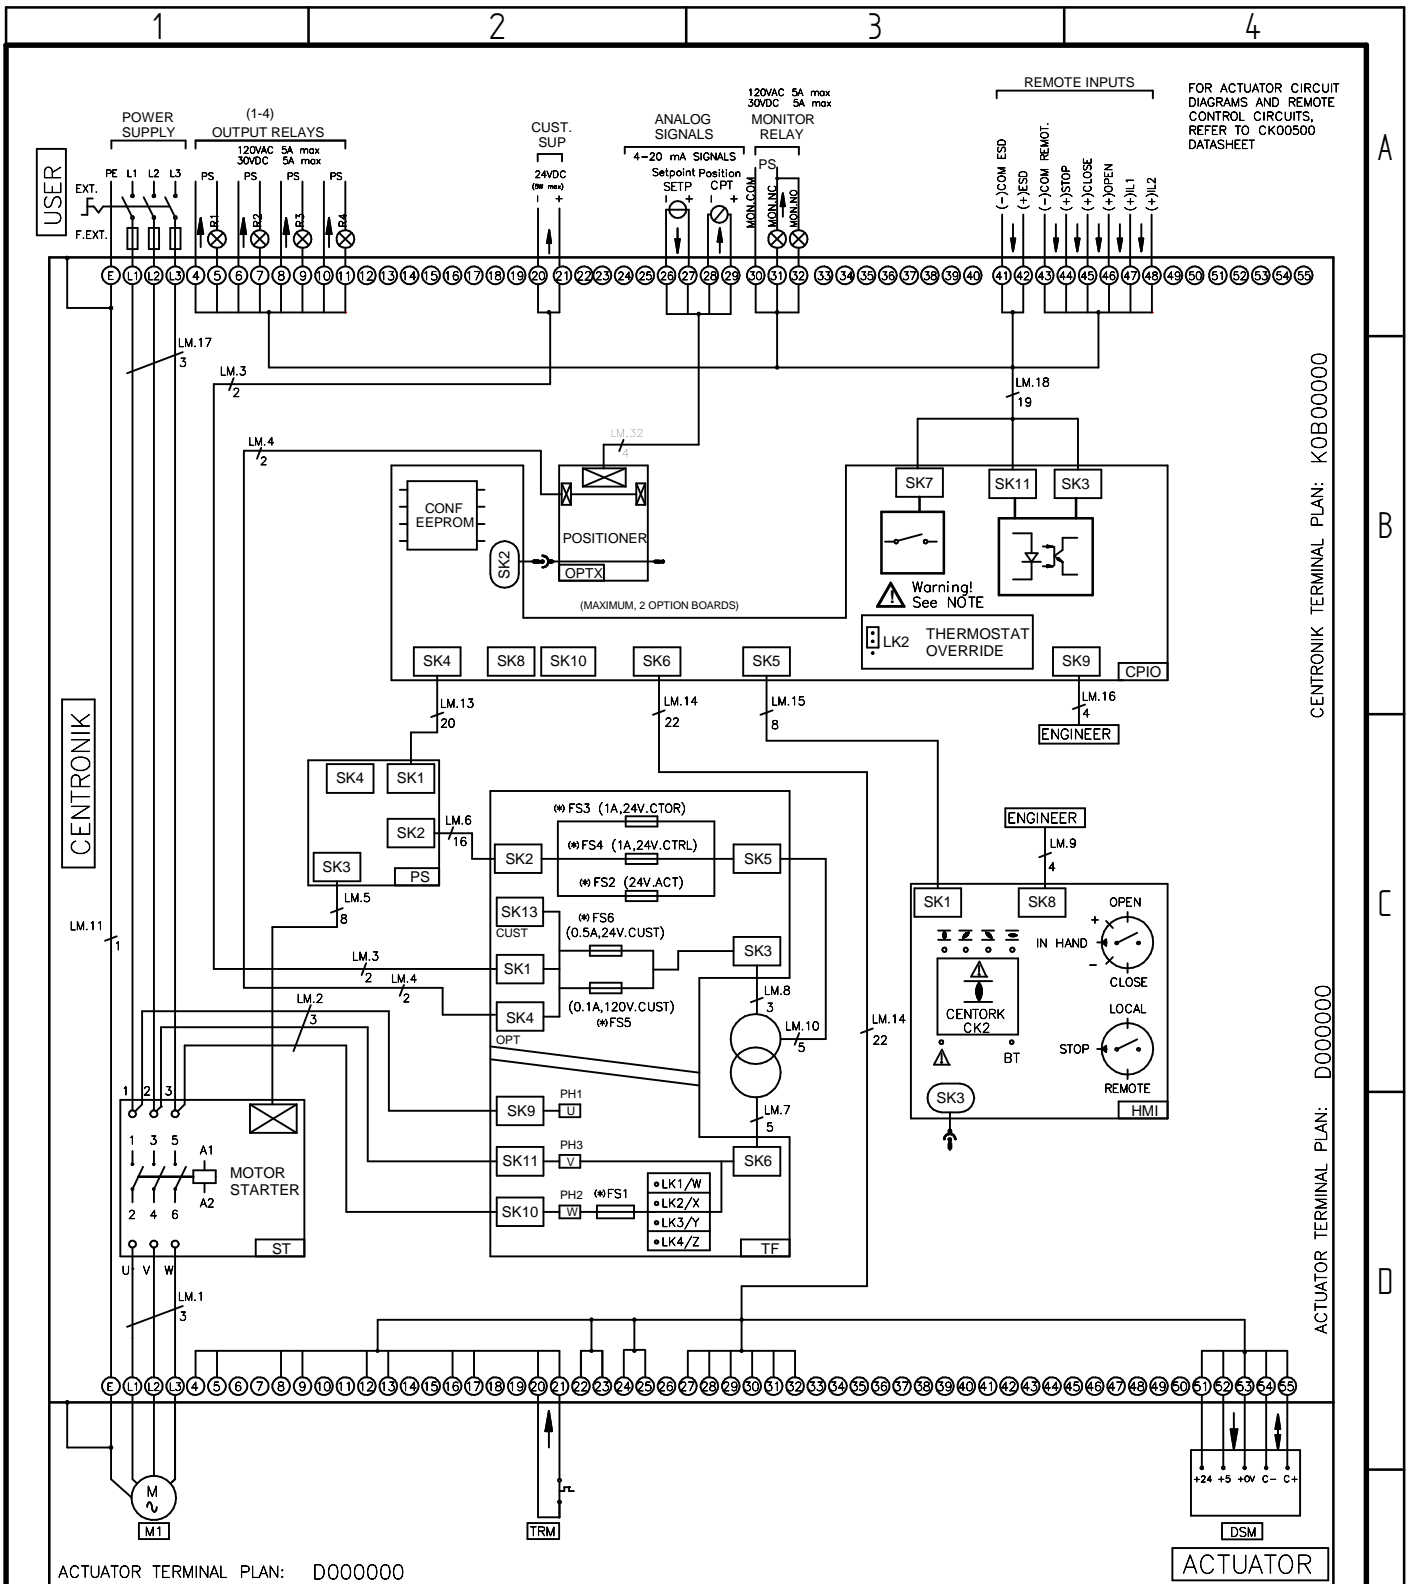 1 2 3 4
A
B
C
D
USER
POWER
SUPPLY
(1-4)
OUTPUT RELAYS
120VAC 5A max
30VDC 5A max
PE L1 L2 L3
EXT.
F.EXT.
PS PS PS PS
R1 R2 R3 R4
CUST.
SUP
24VDC
(5W max)
- +
ANALOG
SIGNALS
4-20 mA SIGNALS
Setpoint Position
SETP CPT
- + - +
120VAC 5A max
30VDC 5A max
MONITOR
RELAY
PS
MON.COM
MON.NC
MON.NO
REMOTE INPUTS
(-)COM ESD
(+)ESD
(-)COM REMOT.
(+)STOP
(+)CLOSE
(+)OPEN
(+)IL1
(+)IL2
FOR ACTUATOR CIRCUIT
DIAGRAMS AND REMOTE
CONTROL CIRCUITS,
REFER TO CK00500
DATASHEET
E L1 L2 L3 4 5 6 7 8 9 10 11 12 13 14 15 16 17 18 19 20 21 22 23 24 25 26 27 28 29 30 31 32 33 34 35 36 37 38 39 40 41 42 43 44 45 46 47 48 49 50 51 52 53 54 55
LM.17
3
LM.3
2
LM.4
2
LM.32
4
LM.18
19
CENTRONIK TERMINAL PLAN: K0B00000
CONF
EEPROM
SK2
POSITIONER
OPTX
(MAXIMUM, 2 OPTION BOARDS)
SK7
SK11
SK3
Warning!
See NOTE
LK2
THERMOSTAT
OVERRIDE
SK4
SK8
SK10
SK6
SK5
SK9
CPIO
LM.13
20
LM.14
22
LM.15
8
LM.16
4
ENGINEER
CENTRONIK
SK4
SK1
SK2
SK3
PS
LM.6
16
LM.5
8
LM.11
1
(*)FS3 (1A,24V.CTOR)
(*)FS4 (1A,24V.CTRL)
(*)FS2 (24V.ACT)
SK2
SK5
SK13
CUST
(*)FS6
(0.5A,24V.CUST)
SK1
SK3
LM.3
2
LM.4
2
SK4
OPT
(0.1A,120V.CUST)
(*)FS5
LM.8
3
LM.10
5
LM.14
22
LM.2
3
LM.7
5
SK9
PH1
U
SK11
PH3
V
SK6
SK10
PH2
W
(*)FS1
LK1/W
LK2/X
LK3/Y
LK4/Z
TF
ENGINEER
LM.9
4
SK1
SK8
OPEN
+
IN HAND
-
CLOSE
CENTORK
CK2
BT
LOCAL
STOP
REMOTE
SK3
HMI
1 2 3
1 3 5
A1
A2
2 4 6
MOTOR
STARTER
ST
U V W
LM.1
3
ACTUATOR TERMINAL PLAN: D000000
E L1 L2 L3 4 5 6 7 8 9 10 11 12 13 14 15 16 17 18 19 20 21 22 23 24 25 26 27 28 29 30 31 32 33 34 35 36 37 38 39 40 41 42 43 44 45 46 47 48 49 50 51 52 53 54 55
M
M1
TRM
+24 +5 +0V C- C+
DSM
ACTUATOR TERMINAL PLAN: D000000
ACTUATOR